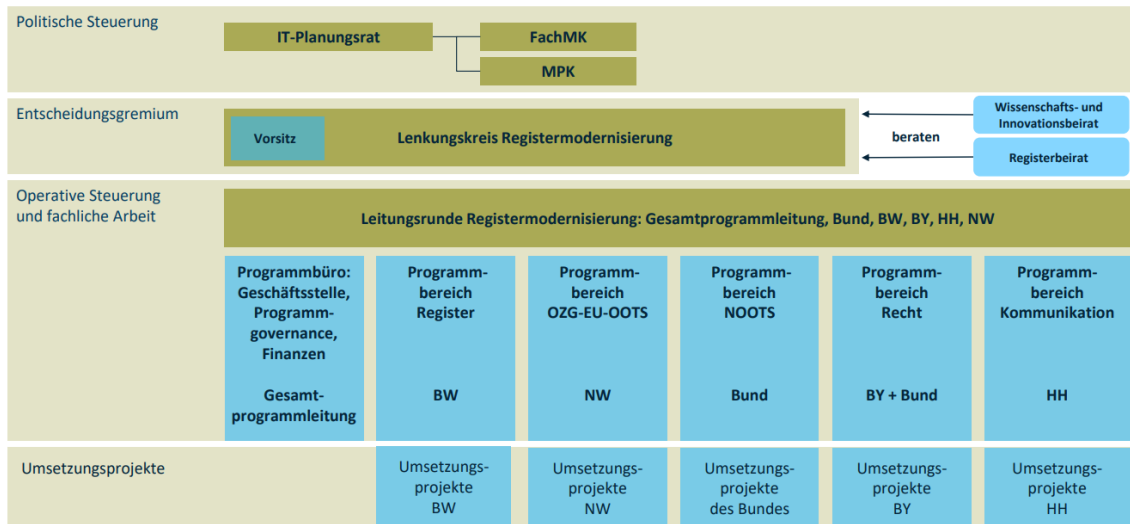 Politische Steuerung
IT-Planungsrat
FachMK
MPK
Entscheidungsgremium
Vorsitz
Lenkungskreis Registermodernisierung
beraten
Wissenschafts- und
Innovationsbeirat
Registerbeirat
Operative Steuerung
und fachliche Arbeit
Leitungsrunde Registermodernisierung: Gesamtprogrammleitung, Bund, BW, BY, HH, NW
Programmbüro:
Geschäftsstelle,
Programm-
governance,
Finanzen
Gesamt-
programmleitung
Programm-
bereich
Register
BW
Programm-
bereich
OZG-EU-OOTS
NW
Programm-
bereich
NOOTS
Bund
Programm-
bereich
Recht
BY + Bund
Programm-
bereich
Kommunikation
HH
Umsetzungsprojekte
Umsetzungs-
projekte
BW
Umsetzungs-
projekte
NW
Umsetzungs-
projekte
des Bundes
Umsetzungs-
projekte
BY
Umsetzungs-
projekte
HH